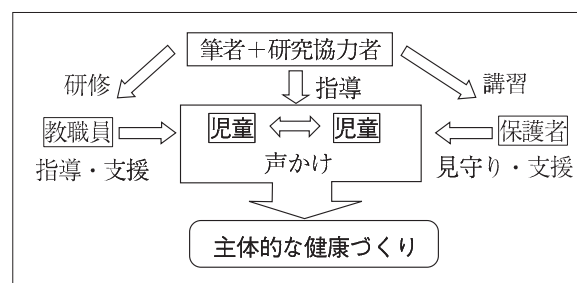 筆者＋研究協力者
研修
指導
講習
教職員
児童
児童
保護者
声かけ
指導・支援
見守り・支援
主体的な健康づくり